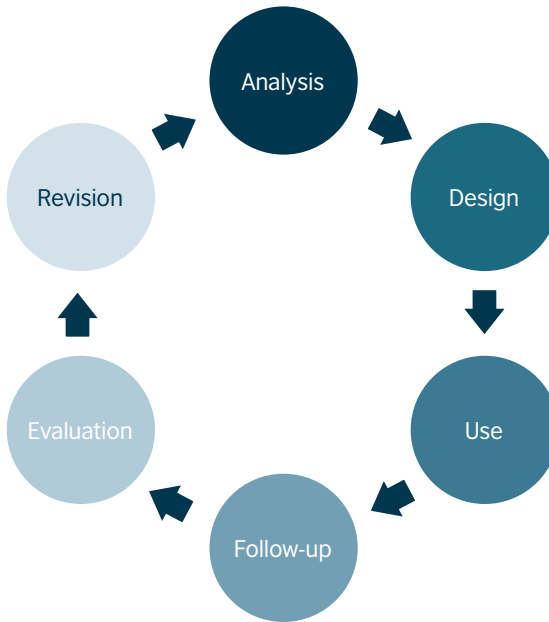 Analysis
Design
Use
Follow-up
Evaluation
Revision